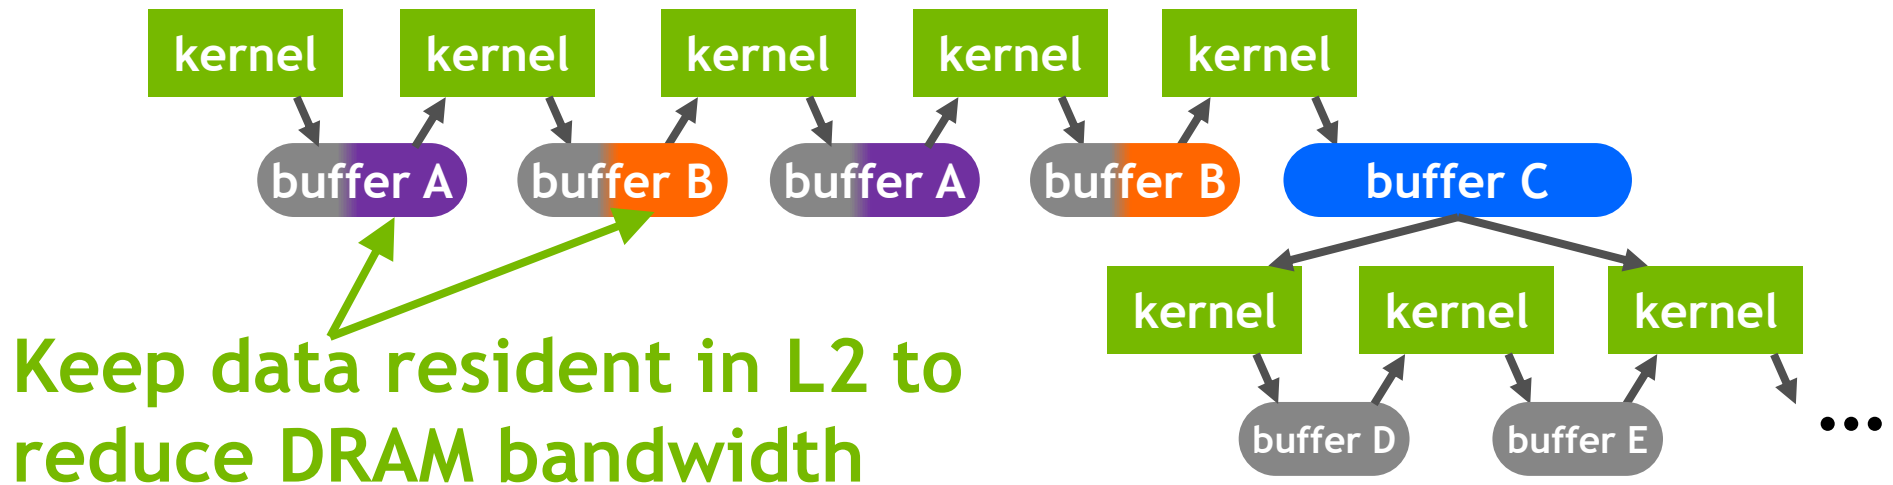 kernel kernel kernel kernel kernel
buffer A buffer B buffer A buffer B buffer C
kernel kernel kernel
Keep data resident in L2 to
reduce DRAM bandwidth
buffer D buffer E ...